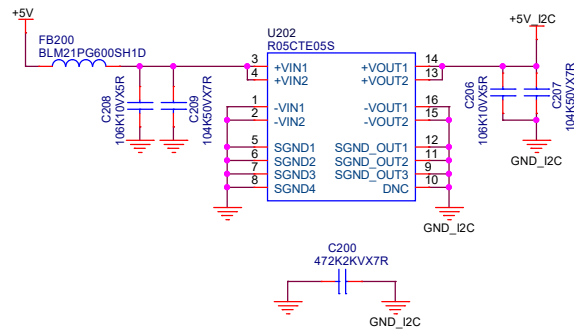 +5V
+5V_I2C
U202
R05CTE05S
FB200
BLM21PG600SH1D
3 +VIN1 +VOUT1 14
4 +VIN2 +VOUT2 13
1 -VIN1 -VOUT1 16
2 -VIN2 -VOUT2 15
5 SGND1 SGND_OUT1 12
6 SGND2 SGND_OUT2 11
7 SGND3 SGND_OUT3 9
8 SGND4 DNC 10
C208
106K10VX5R
C209
104K50VX7R
C206
106K10VX5R
C207
104K50VX7R
GND_I2C
GND_I2C
C200
472K2KVX7R
GND_I2C